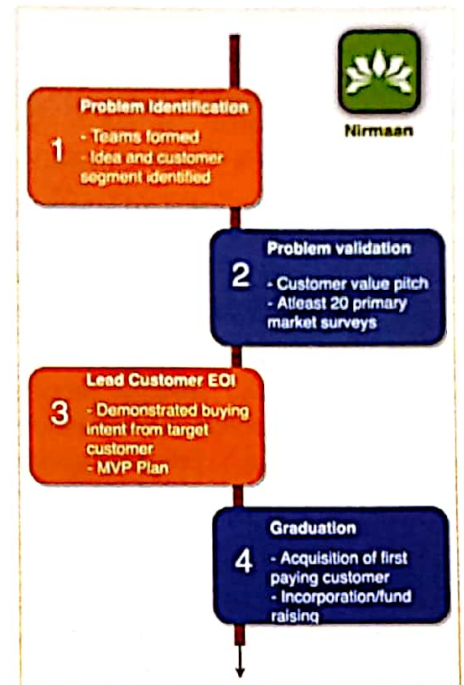 Nirmaan
Problem Identification
1
- Teams formed
- Idea and customer
segment identified
Problem validation
2
- Customer value pitch
- Atleast 20 primary
market surveys
Lead Customer EOI
3
- Demonstrated buying
intent from target
customer
- MVP Plan
Graduation
4
- Acquisition of first
paying customer
- Incorporation/fund
raising